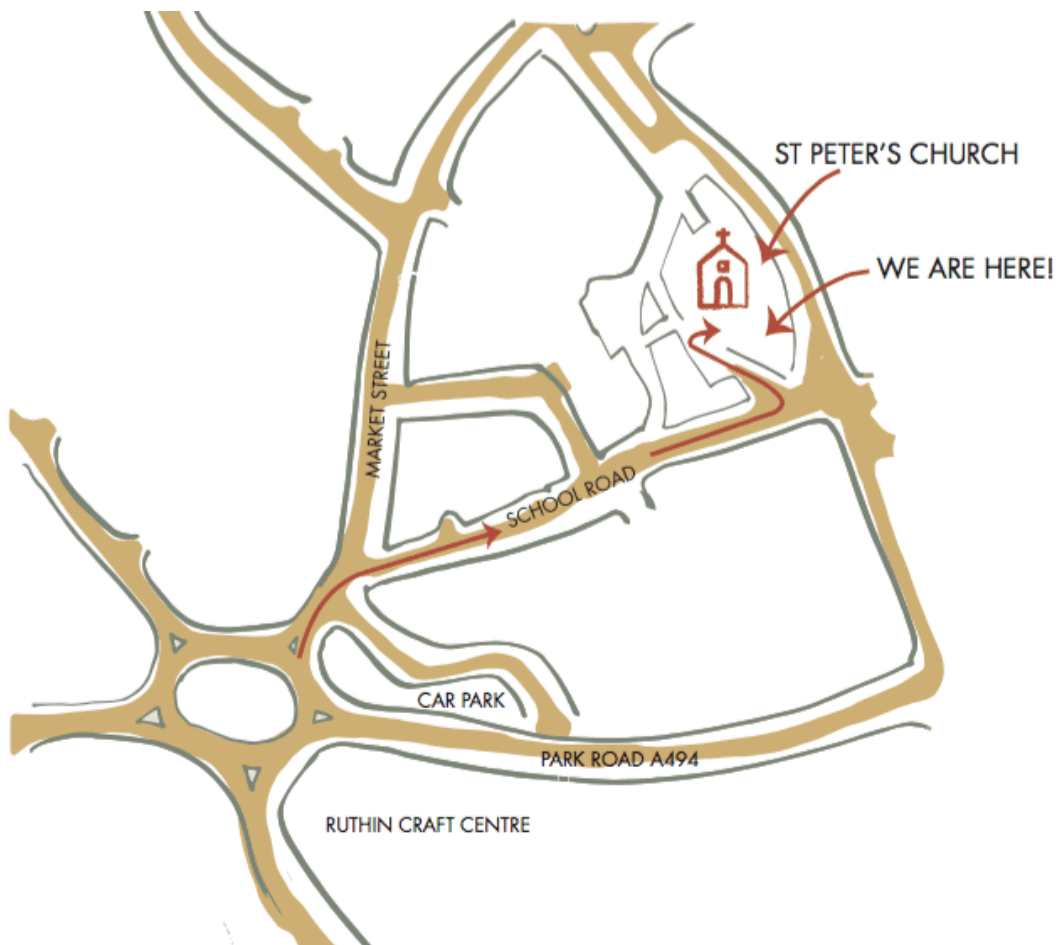 ST PETER'S CHURCH
WE ARE HERE!
MARKET STREET
SCHOOL ROAD
CAR PARK
PARK ROAD A494
RUTHIN CRAFT CENTRE